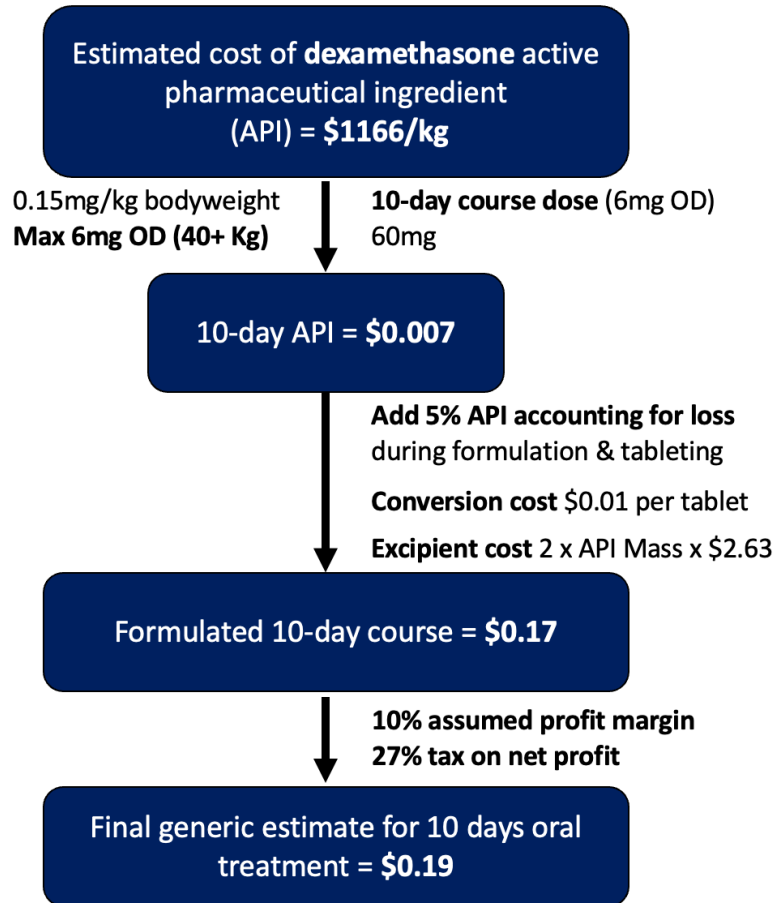 Estimated cost of dexamethasone active
pharmaceutical ingredient
(API) = $1166/kg
0.15mg/kg bodyweight
Max 6mg OD (40+ Kg)
10-day course dose (6mg OD)
60mg
10-day API = $0.007
Add 5% API accounting for loss
during formulation & tableting
Conversion cost $0.01 per tablet
Excipient cost 2 x API Mass x $2.63
Formulated 10-day course = $0.17
10% assumed profit margin
27% tax on net profit
Final generic estimate for 10 days oral
treatment = $0.19